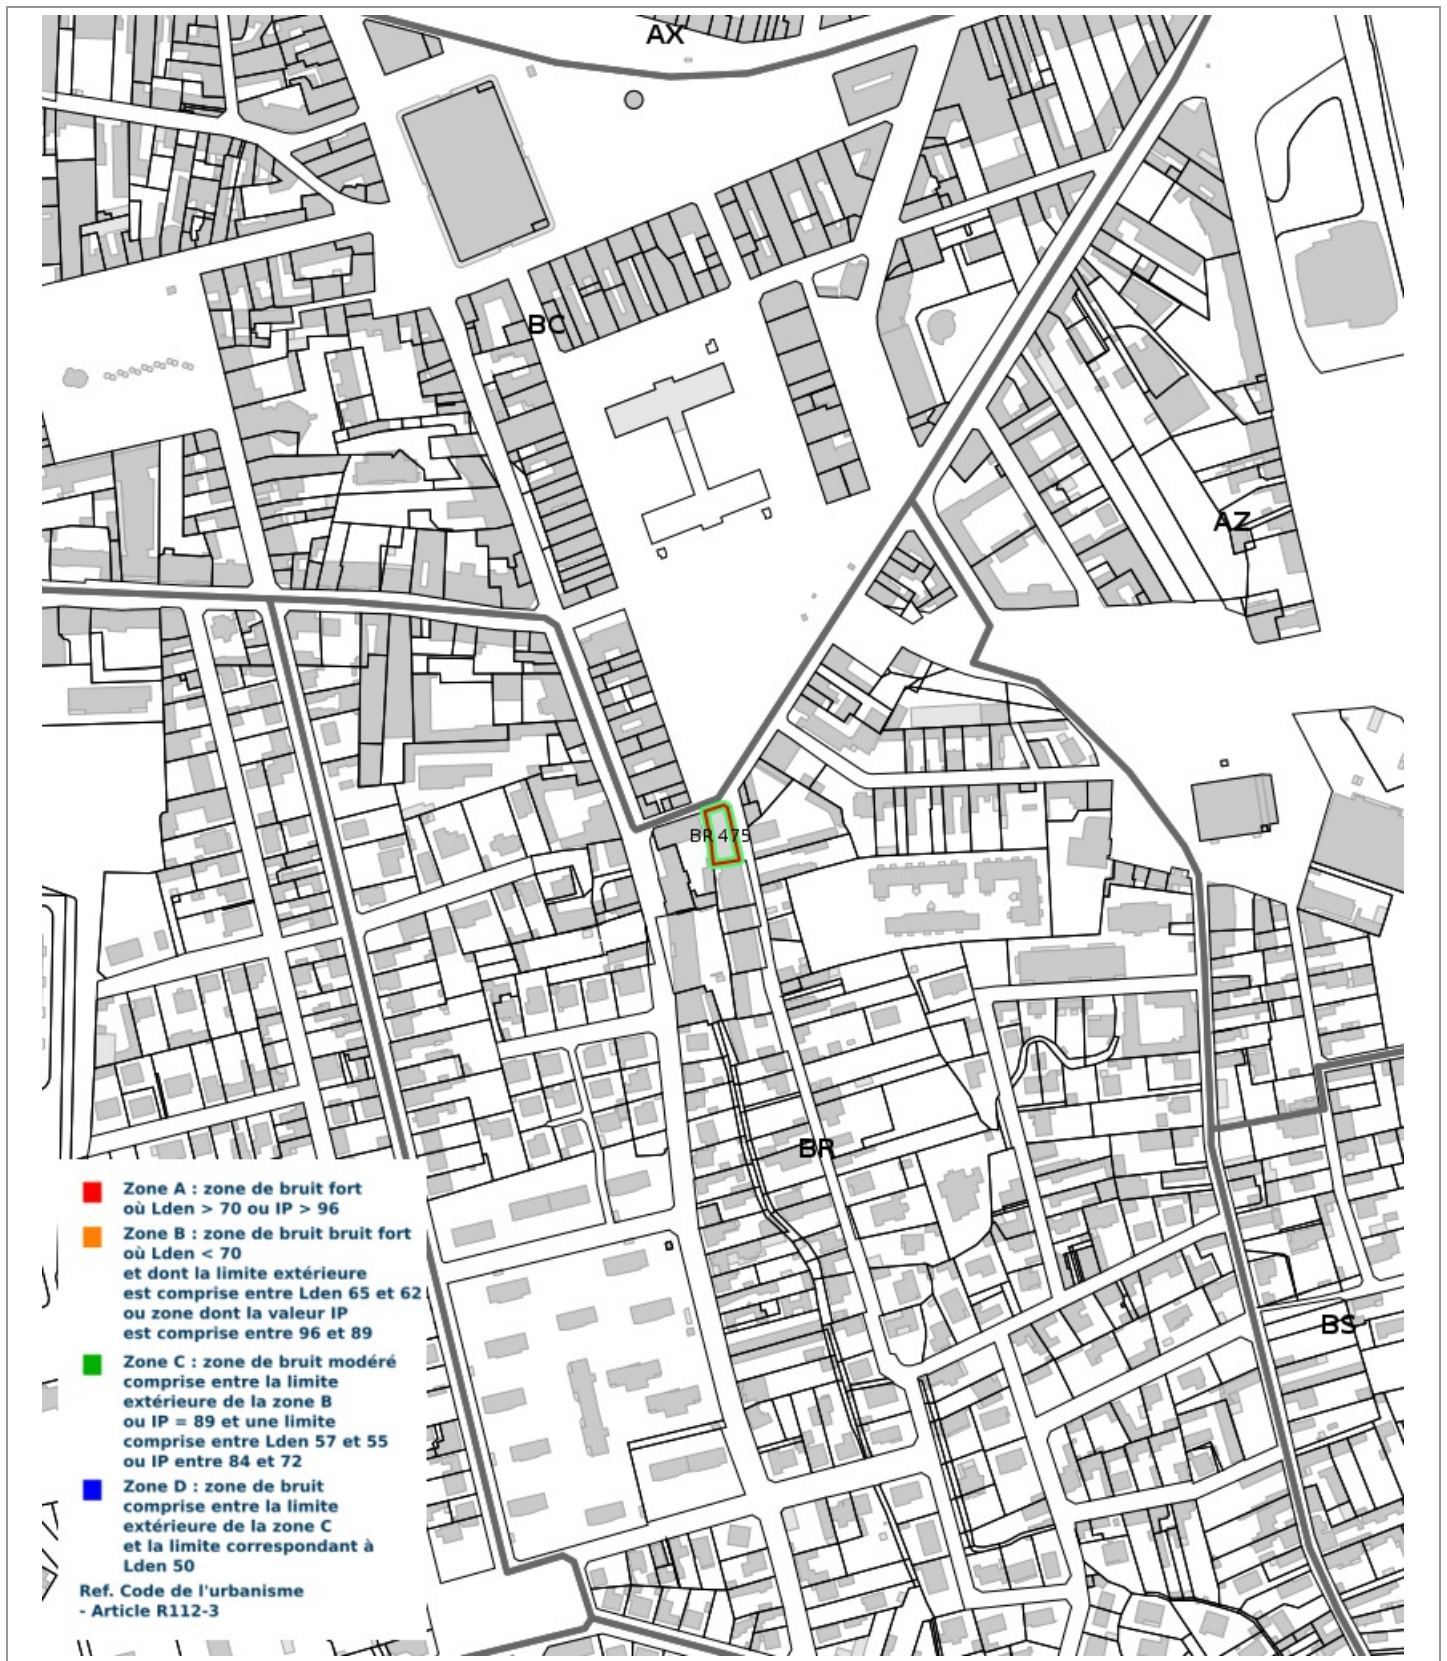 AX
BC
AZ
BR 475
BR
BS
Zone A : zone de bruit fort
où Lden > 70 ou IP > 96
Zone B : zone de bruit bruit fort
où Lden < 70
et dont la limite extérieure
est comprise entre Lden 65 et 62
ou zone dont la valeur IP
est comprise entre 96 et 89
Zone C : zone de bruit modéré
comprise entre la limite
extérieure de la zone B
ou IP = 89 et une limite
comprise entre Lden 57 et 55
ou IP entre 84 et 72
Zone D : zone de bruit
comprise entre la limite
extérieure de la zone C
et la limite correspondant à
Lden 50
Ref. Code de l'urbanisme
- Article R112-3